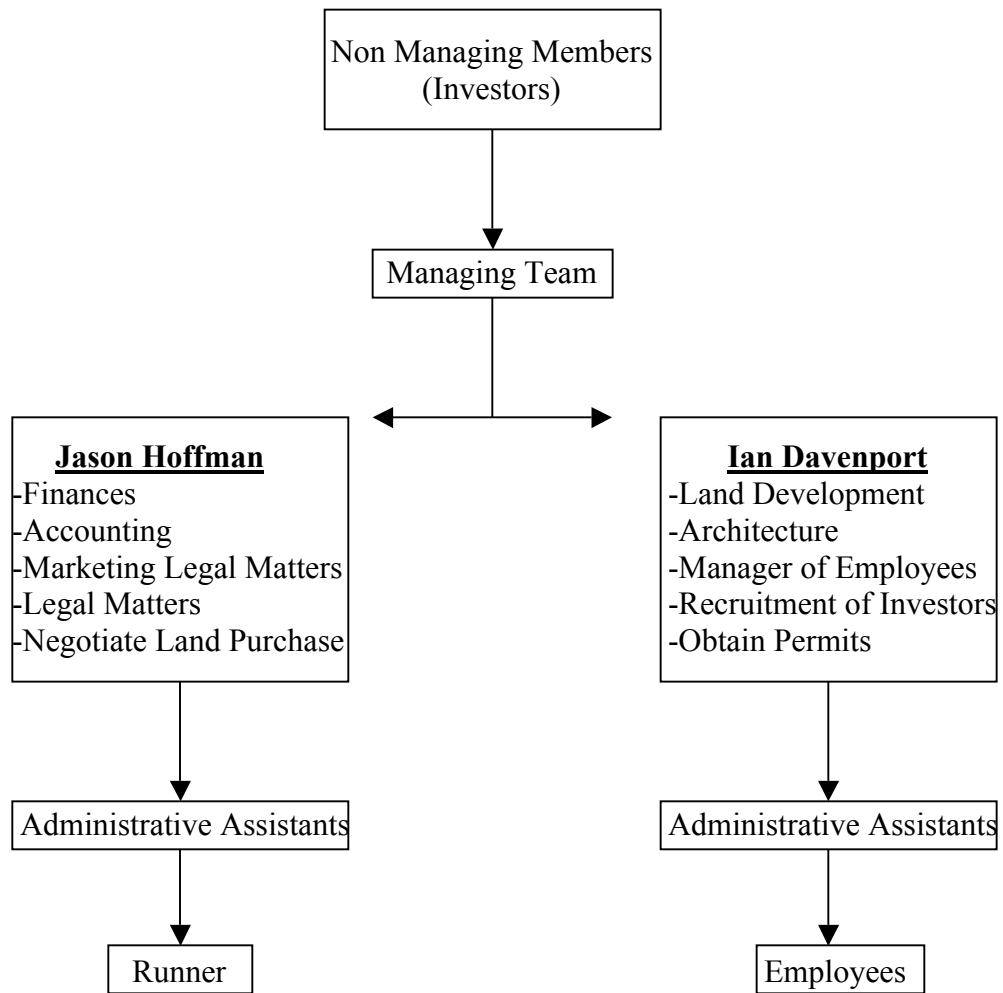 Non Managing Members
(Investors)
Managing Team
Jason Hoffman
-Finances
-Accounting
-Marketing Legal Matters
-Legal Matters
-Negotiate Land Purchase
Ian Davenport
-Land Development
-Architecture
-Manager of Employees
-Recruitment of Investors
-Obtain Permits
Administrative Assistants
Administrative Assistants
Runner
Employees